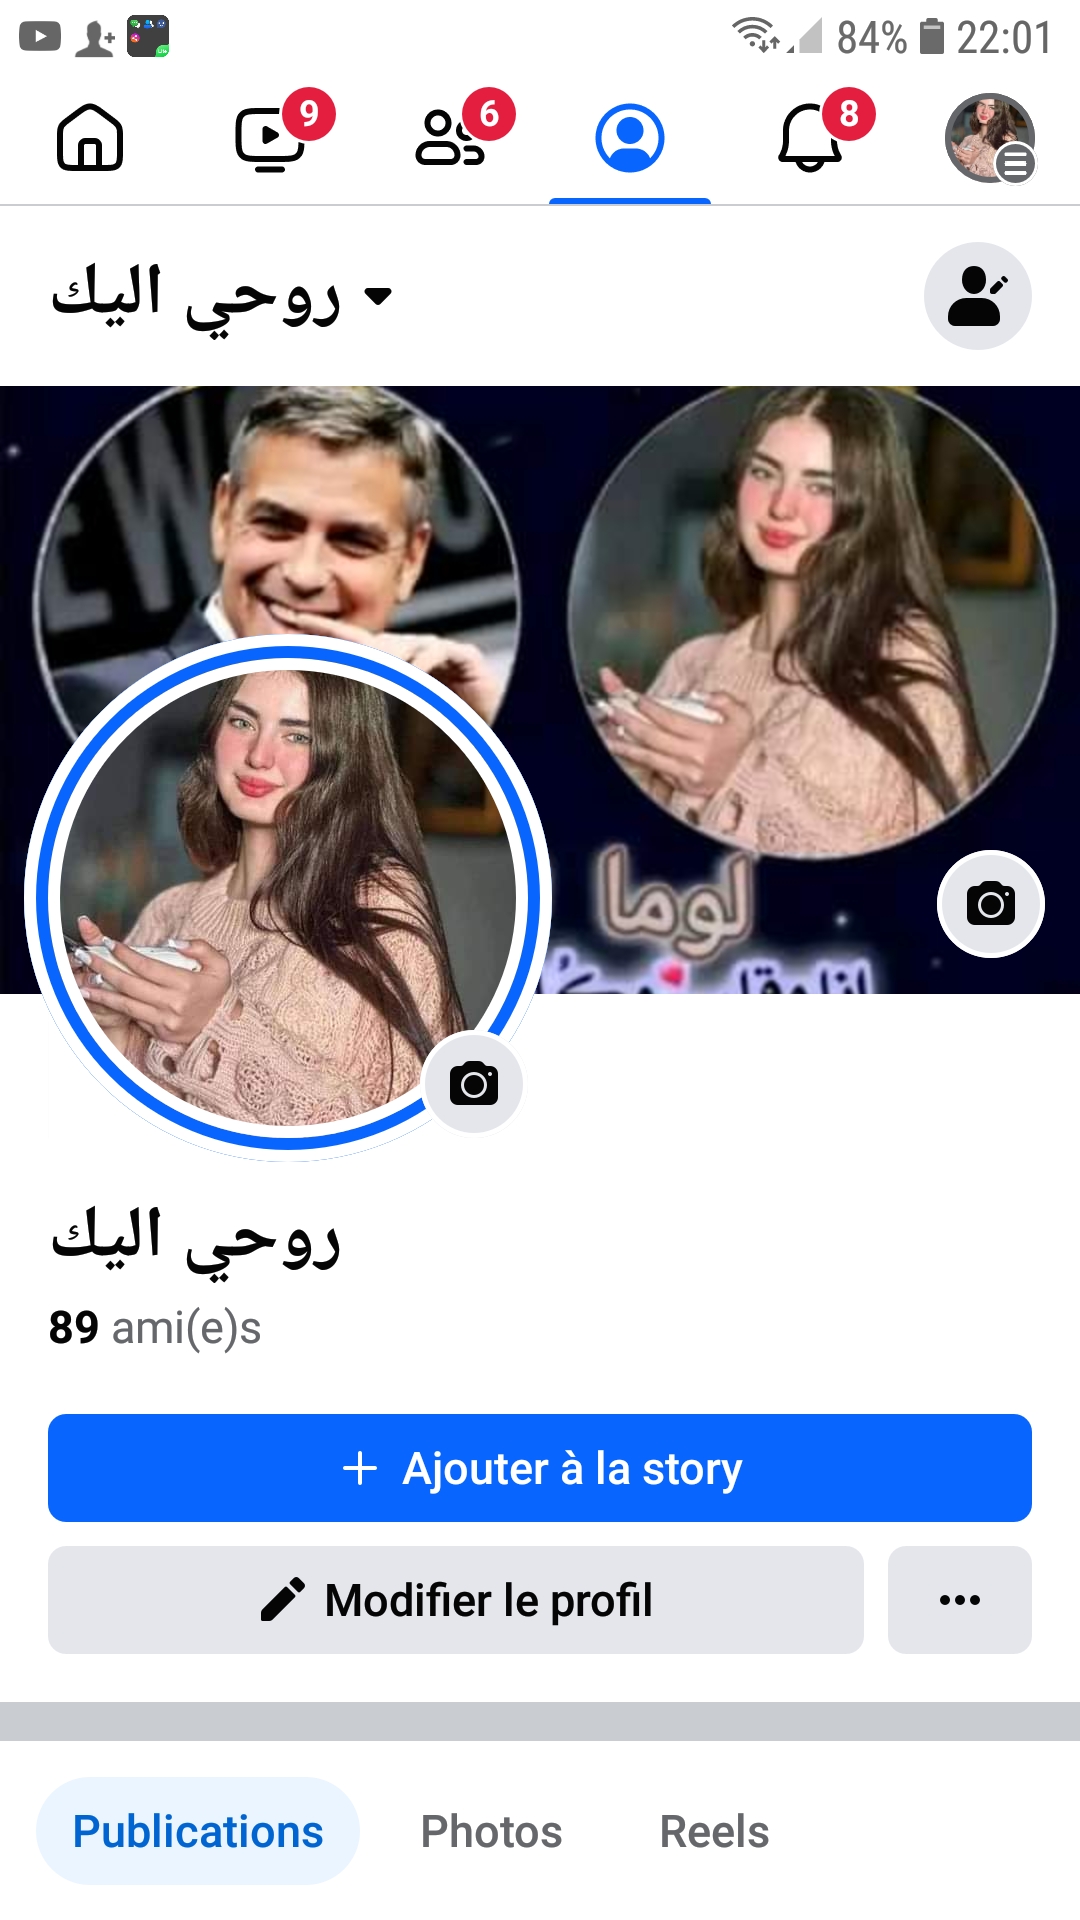 84% 22:01
9 6 8
روحي اليك
لوما
روحي اليك
89 ami(e)s
+ Ajouter à la story
Modifier le profil
Publications Photos Reels